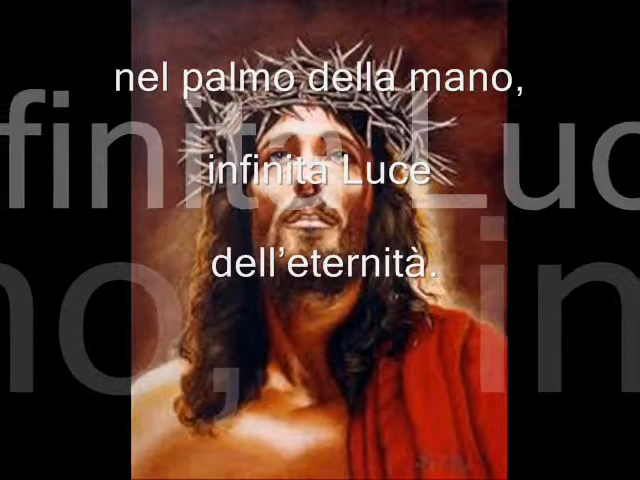 nel palmo della mano,
infinita Luce
dell’eternità.